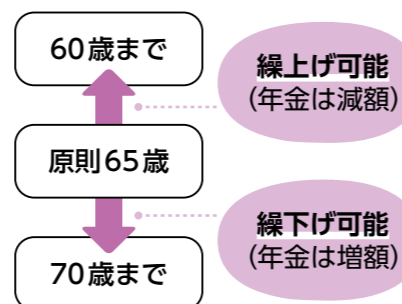 60歳まで
繰上げ可能
(年金は減額)
原則65歳
繰下げ可能
(年金は増額)
70歳まで